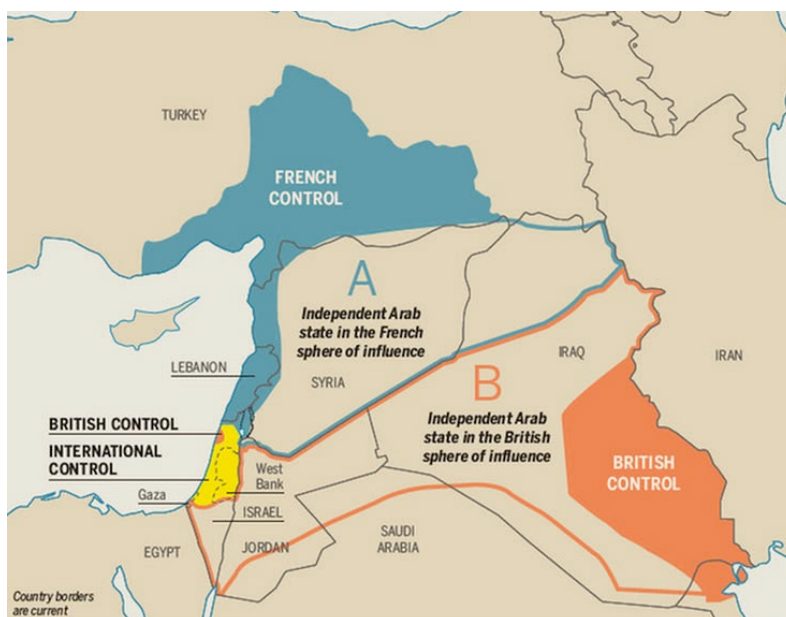 TURKEY
FRENCH
CONTROL
A
Independent Arab
state in the French
sphere of influence
LEBANON
SYRIA
IRAQ
IRAN
B
Independent Arab
state in the British
sphere of influence
BRITISH CONTROL
INTERNATIONAL
CONTROL
BRITISH
CONTROL
West
Bank
Gaza
ISRAEL
EGYPT
JORDAN
SAUDI
ARABIA
Country borders
are current